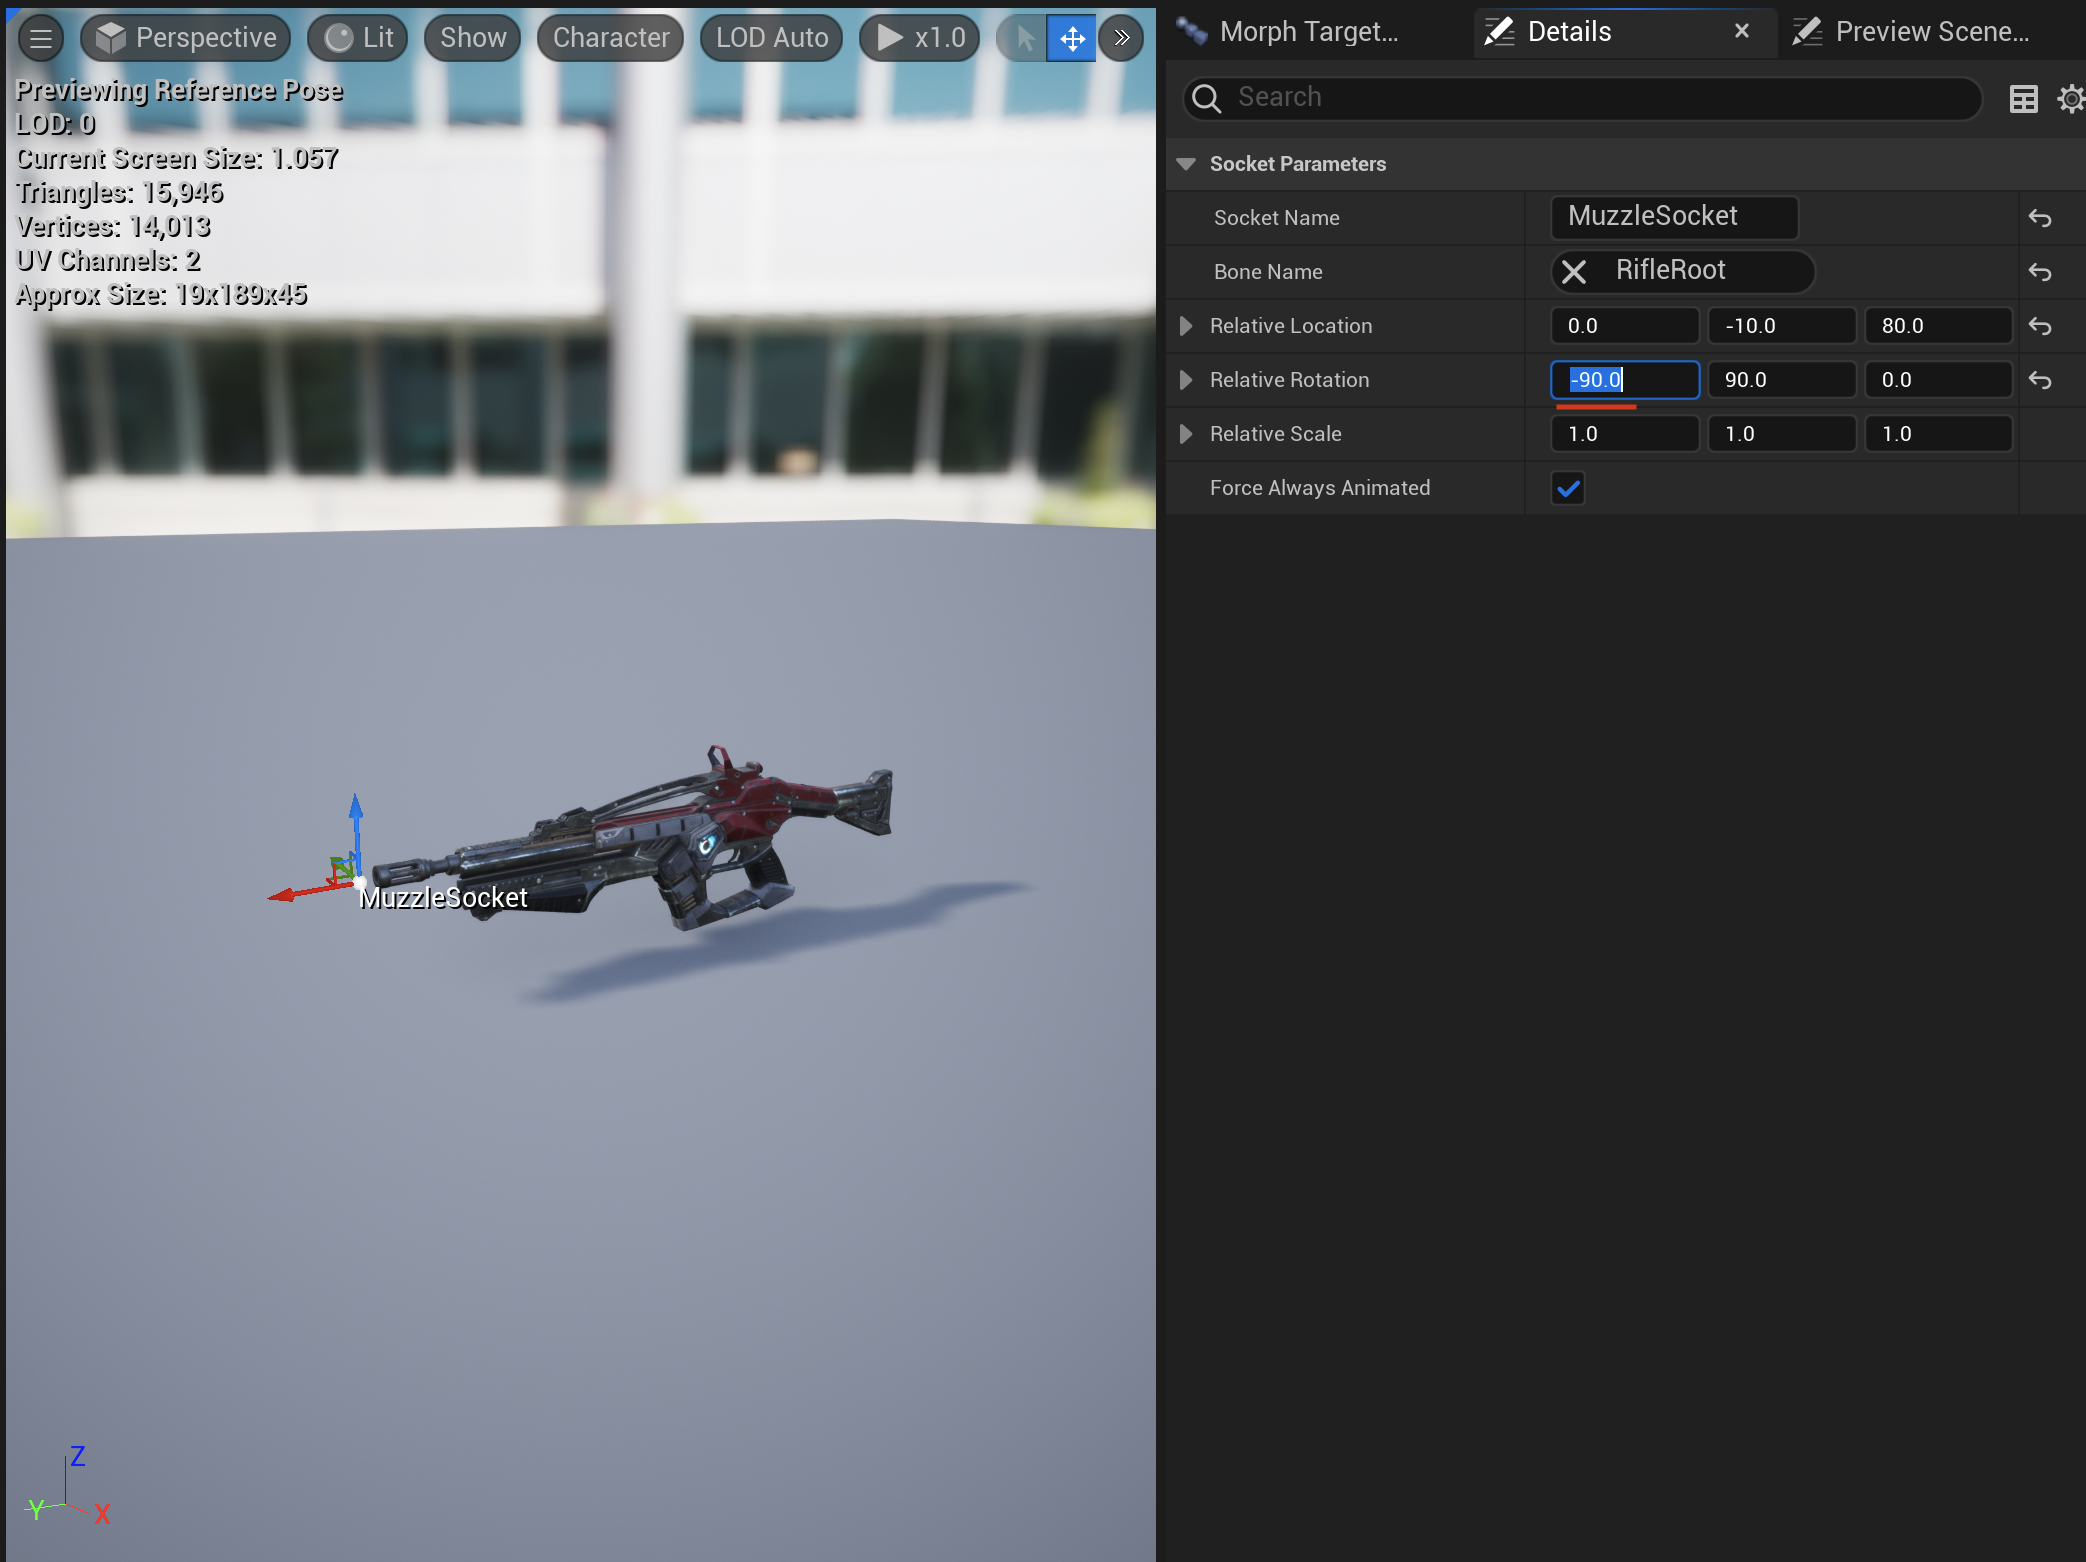 Perspective Lit Show Character LOD Auto x1.0
Previewing Reference Pose
LOD: 0
Current Screen Size: 1.057
Triangles: 15,946
Vertices: 14,013
UV Channels: 2
Approx Size: 19x189x45
MuzzleSocket
Z
Y
X
Morph Target... Details Preview Scene...
Search
Socket Parameters
Socket Name MuzzleSocket
Bone Name RifleRoot
Relative Location 0.0 -10.0 80.0
Relative Rotation -90.0 90.0 0.0
Relative Scale 1.0 1.0 1.0
Force Always Animated